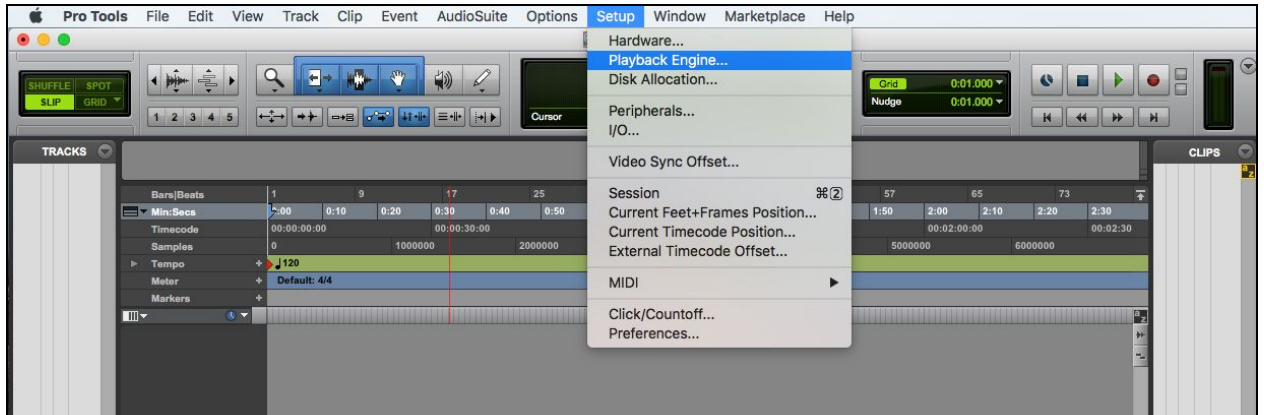 Pro Tools File Edit View Track Clip Event AudioSuite Options Setup Window Marketplace Help
Hardware...
Playback Engine...
Disk Allocation...
Peripherals...
I/O...
Video Sync Offset...
Session ⌘2
Current Feet+Frames Position...
Current Timecode Position...
External Timecode Offset...
MIDI
Click/Countoff...
Preferences...
SHUFFLE SPOT
SLIP GRID
1 2 3 4 5
Cursor
Grid 0:01.000
Nudge 0:01.000
TRACKS
CLIPS
a z
Bars|Beats 1 9 17 25 57 65 73
Min:Secs 0:00 0:10 0:20 0:30 0:40 0:50 1:50 2:00 2:10 2:20 2:30
Timecode 00:00:00:00 00:00:30:00 00:02:00:00 00:02:30
Samples 0 1000000 2000000 5000000 6000000
Tempo + 120
Meter + Default: 4/4
Markers +
a z